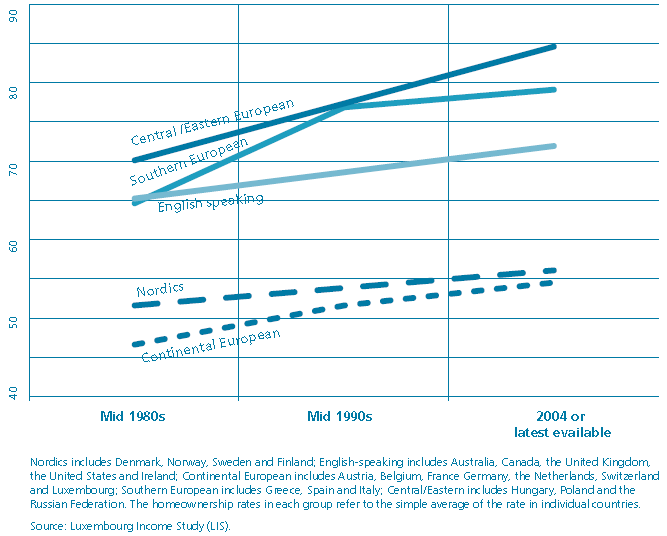 90
80
70
60
50
40
Central /Eastern European
Southern European
English speaking
Nordics
Continental European
Mid 1980s
Mid 1990s
2004 or
latest evailable
Nordics includes Denmark, Norway, Sweden and Finland; English-speaking includes Australia, Canada, the United Kingdom,
the United States and Ireland; Continental European includes Austria, Belgium, France Germany, the Netherlands, Switzerland
and Luxembourg; Southern European includes Greece, Spain and Italy; Central/Eastern includes Hungary, Poland and the
Russian Federation. The homeownership rates in each group refer to the simple average of the rate in individual countries.
Source: Luxembourg Income Study (LIS).